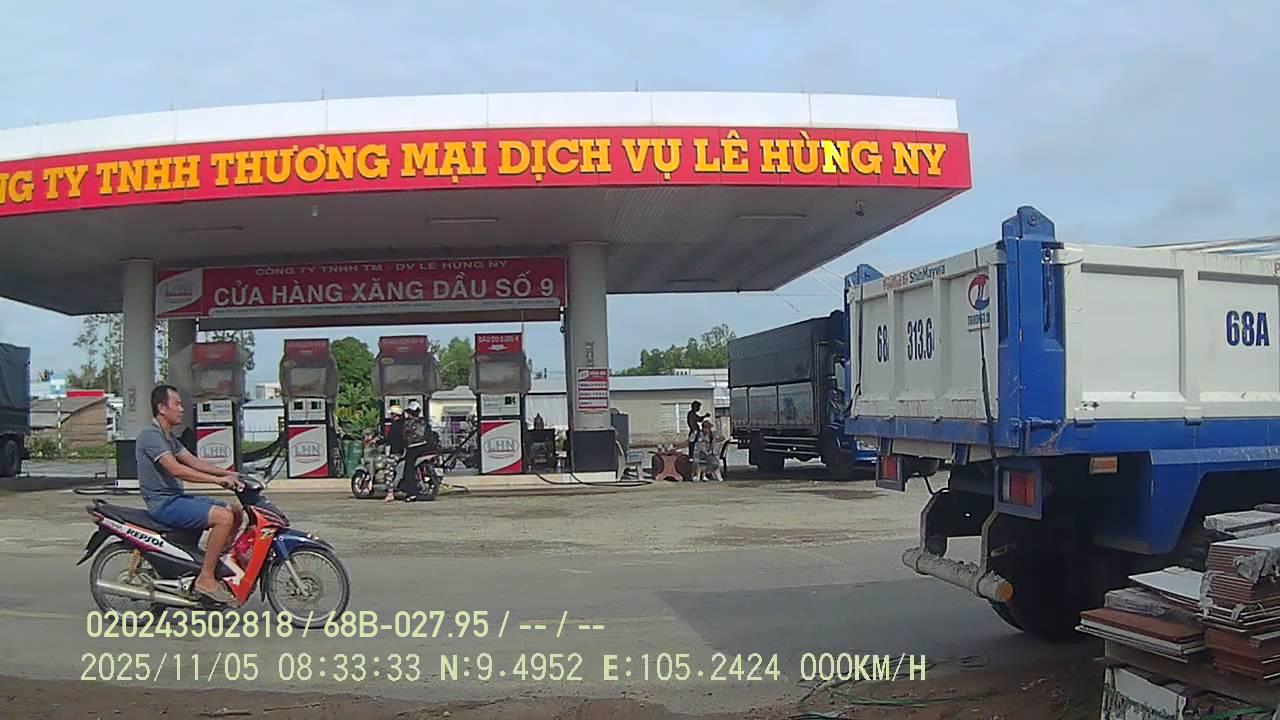 NG TY TNHH THƯƠNG MẠI DỊCH VỤ LÊ HÙNG NY
CÔNG TY TNHH TM - DV LÊ HÙNG NY
LHN
CỬA HÀNG XĂNG DẦU SỐ 9
ShinMaywa
68
313.6
68A
LHN
LHN
LHN
REPSOL
020243502818 / 68B-027.95 / -- / --
2025/11/05 08:33:33 N:9.4952 E:105.2424 000KM/H